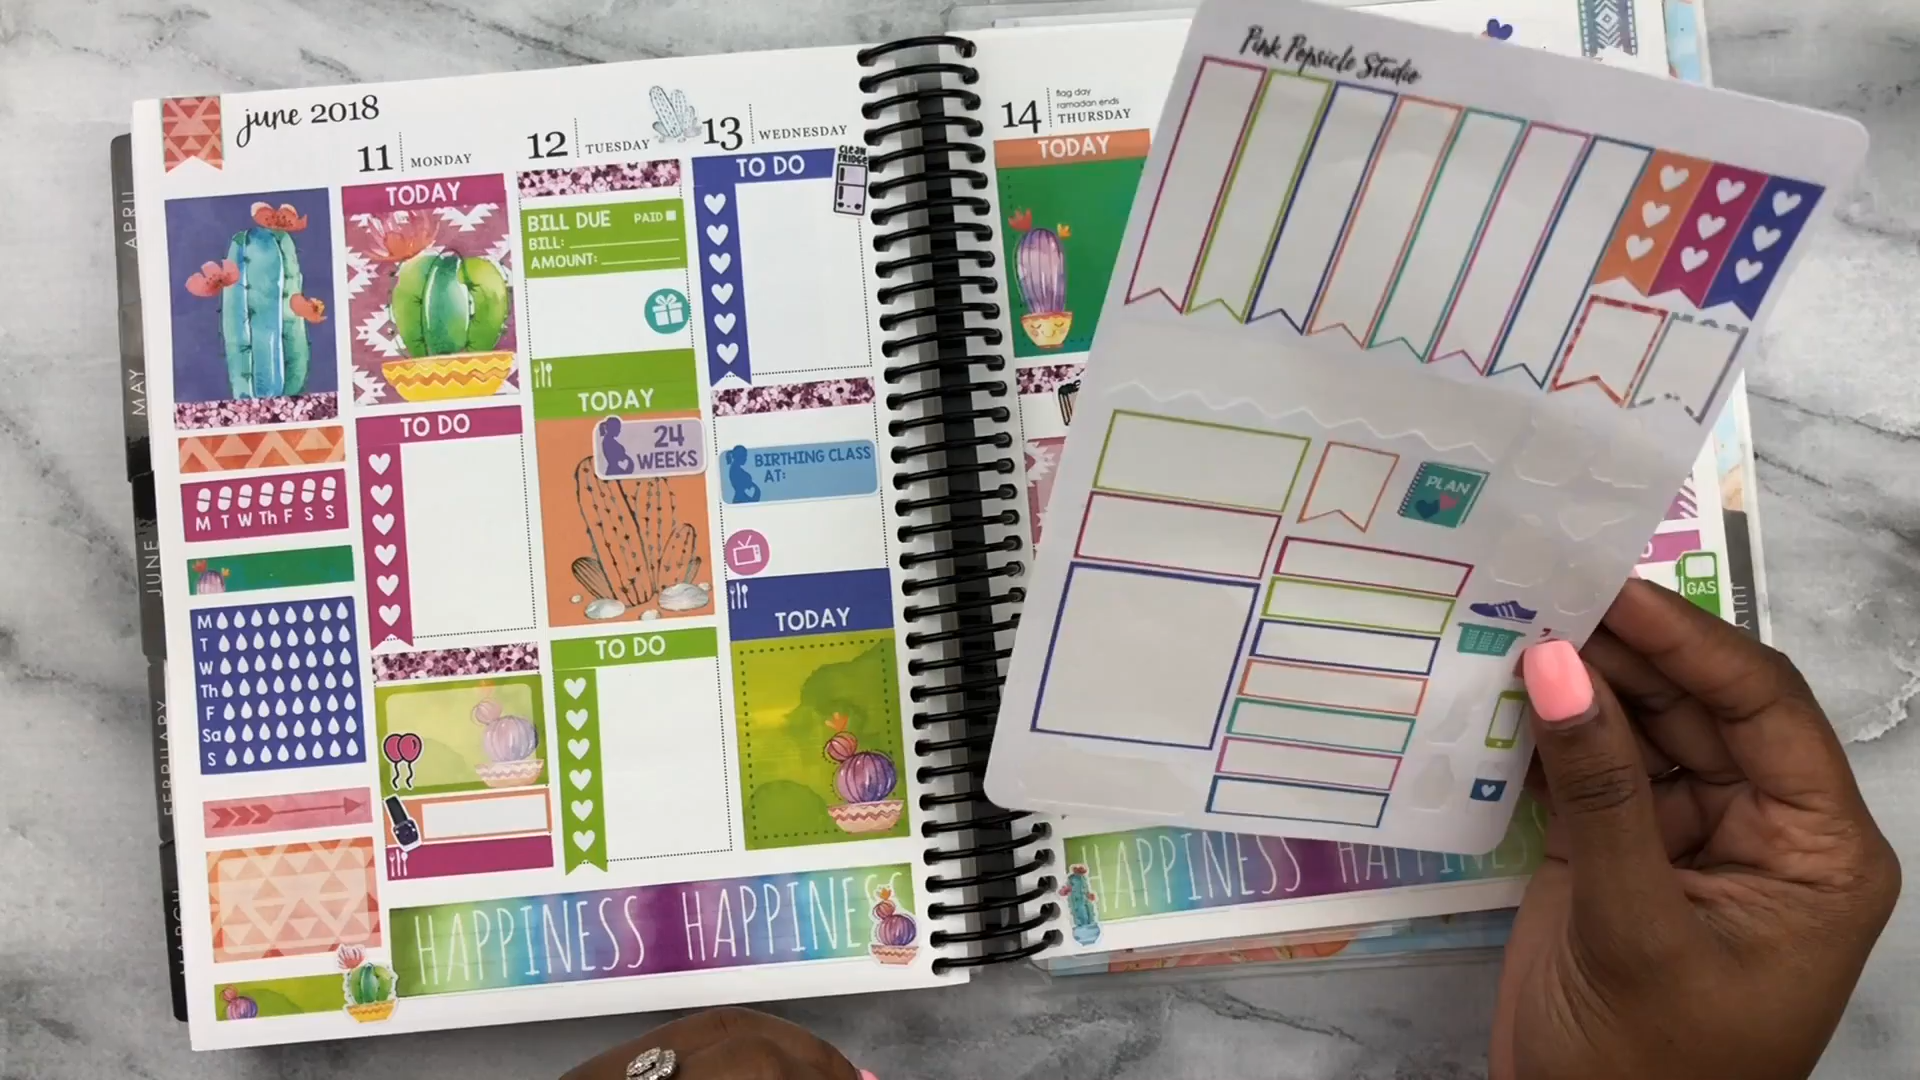 june 2018
11 MONDAY
12 TUESDAY
13 WEDNESDAY
14 flag day
ramadan ends
THURSDAY
TODAY
TO DO
M T W Th F S S
M
T
W
Th
F
Sa
S
BILL DUE PAID
BILL:
AMOUNT:
TODAY
24
WEEKS
TO DO
TO DO
CLEAN
FRIDGE
BIRTHING CLASS
AT:
TODAY
HAPPINESS HAPPINESS
TODAY
HAPPINESS HAPPINESS
Pink Popsicle Studio
PLAN
GAS
APRIL
MAY
JUNE
FEBRUARY
MARCH